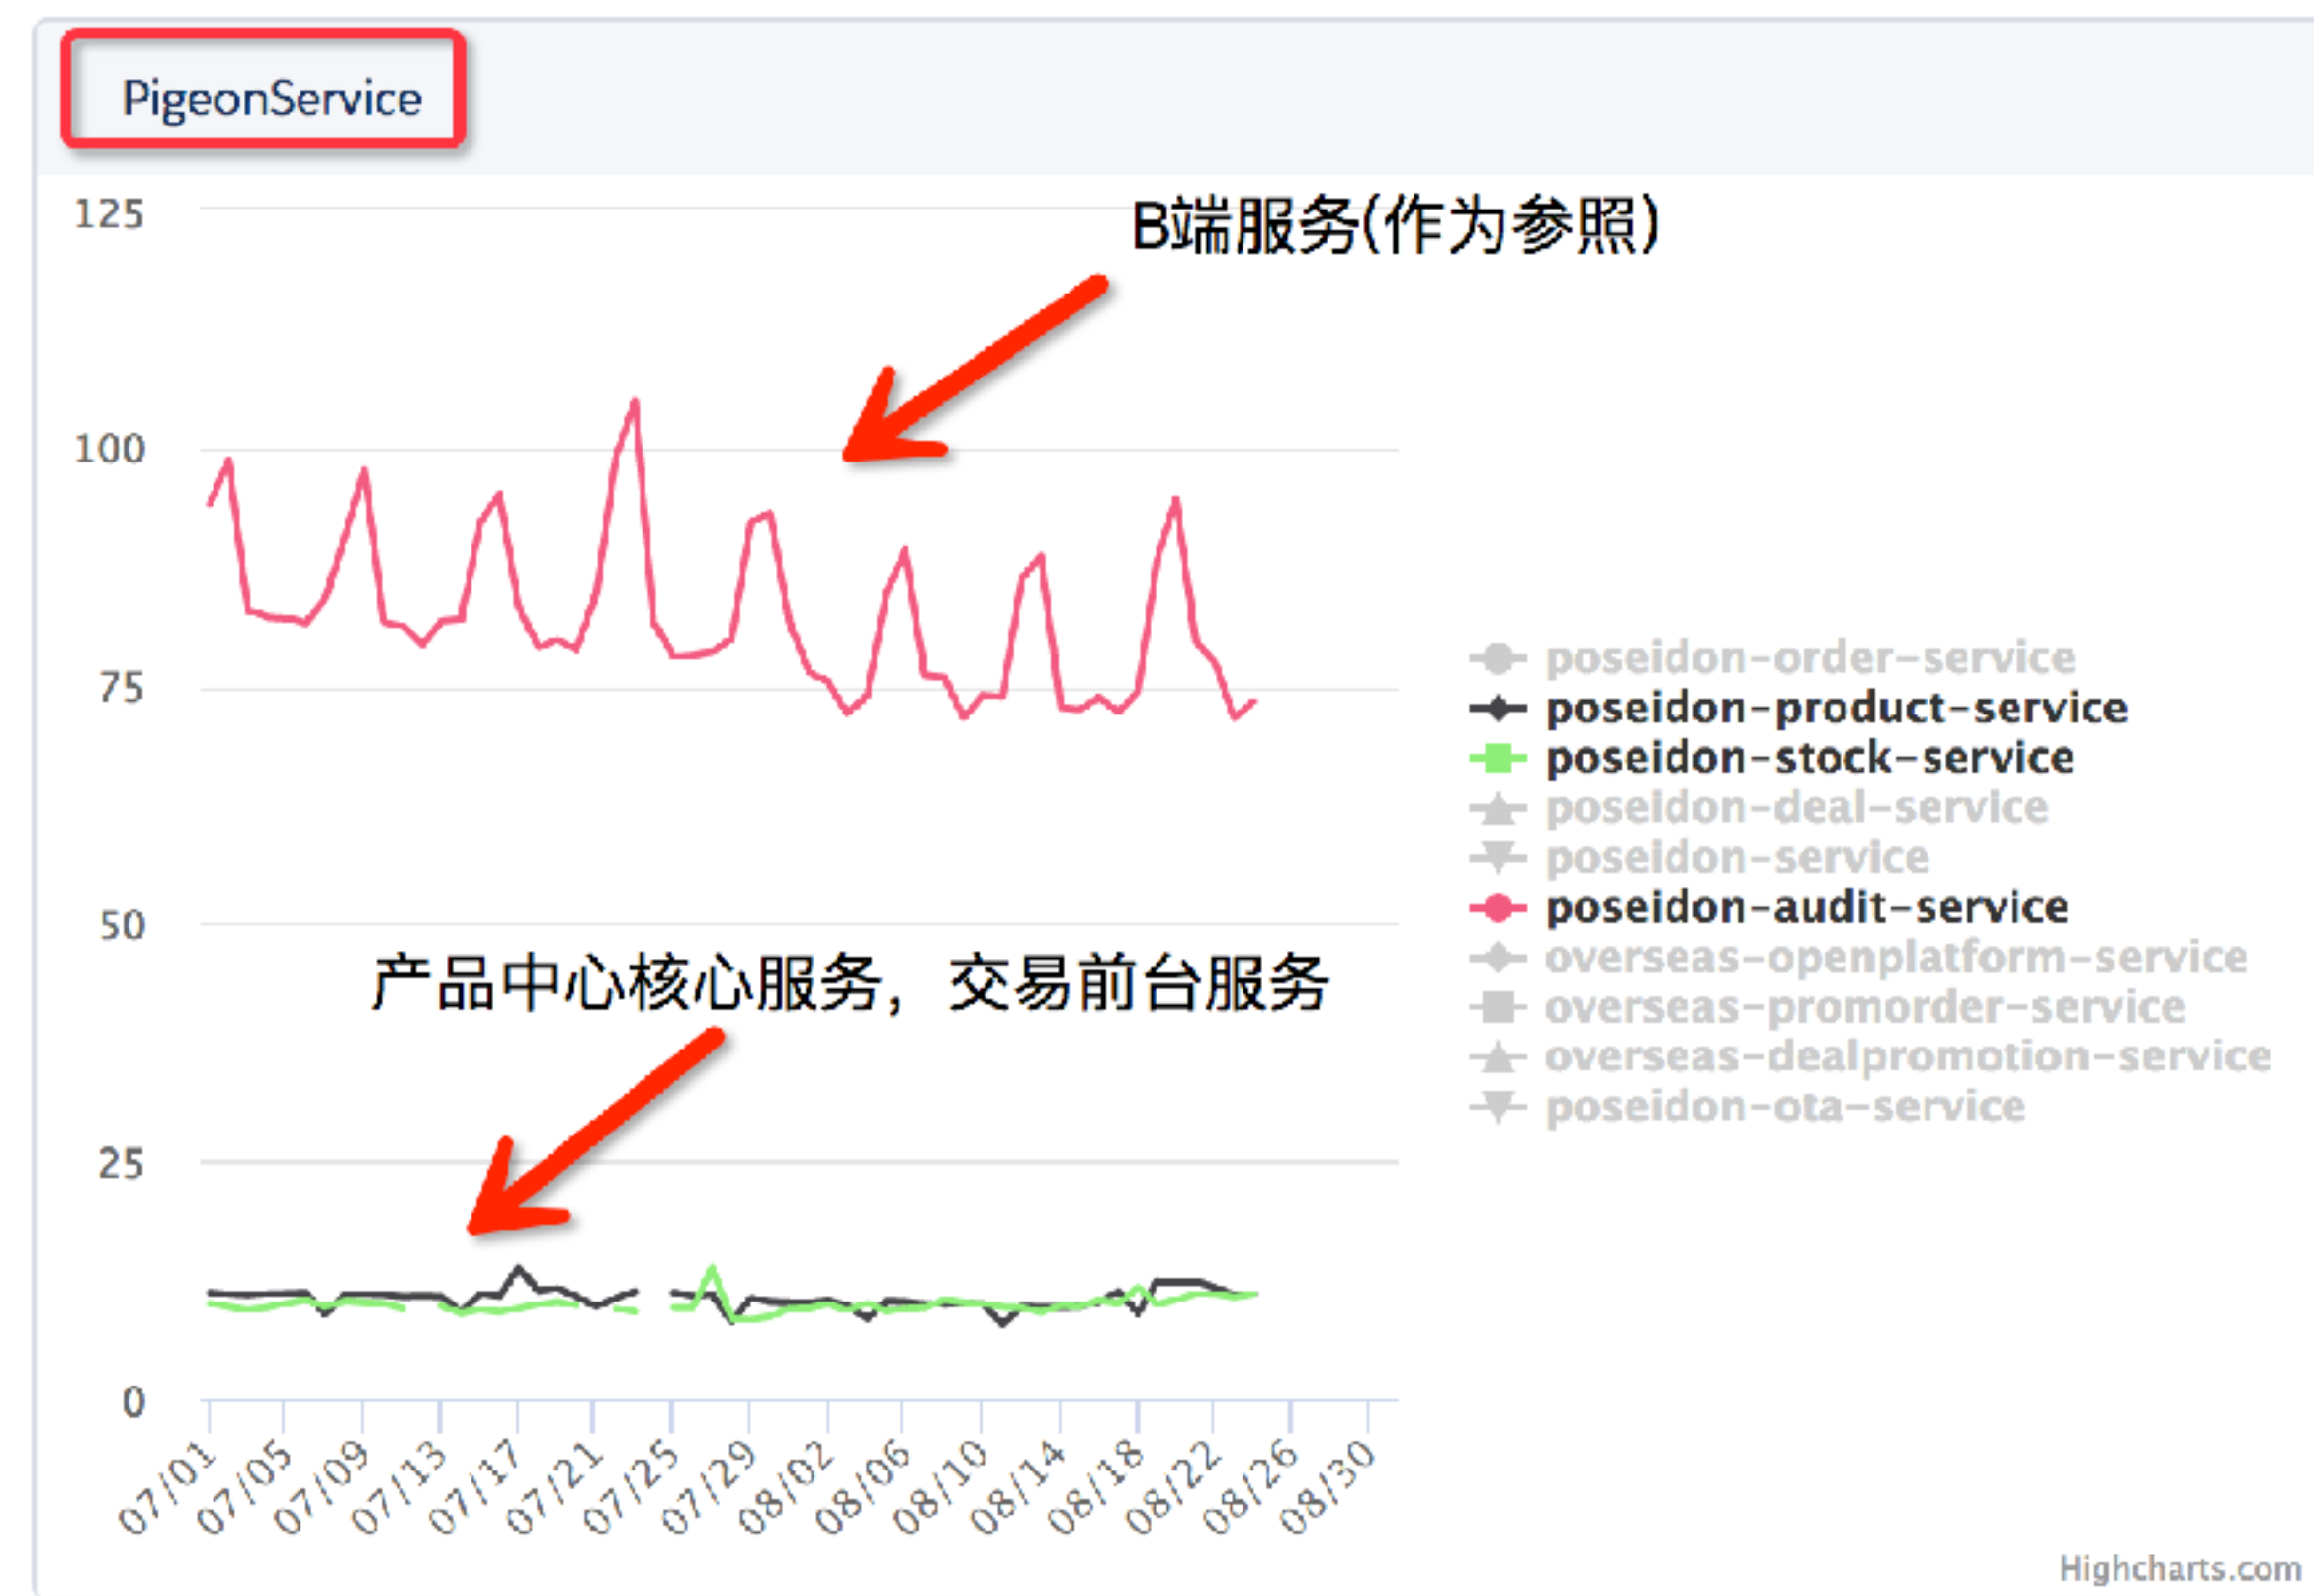 PigeonService
125
B端服务(作为参照)
100
75
50
产品中心核心服务，交易前台服务
25
0
07/01
07/05
07/09
07/13
07/17
07/21
07/25
07/29
08/02
08/06
08/10
08/14
08/18
08/22
08/26
08/30
poseidon-order-service
poseidon-product-service
poseidon-stock-service
poseidon-deal-service
poseidon-service
poseidon-audit-service
overseas-openplatform-service
overseas-promorder-service
overseas-dealpromotion-service
poseidon-ota-service
Highcharts.com